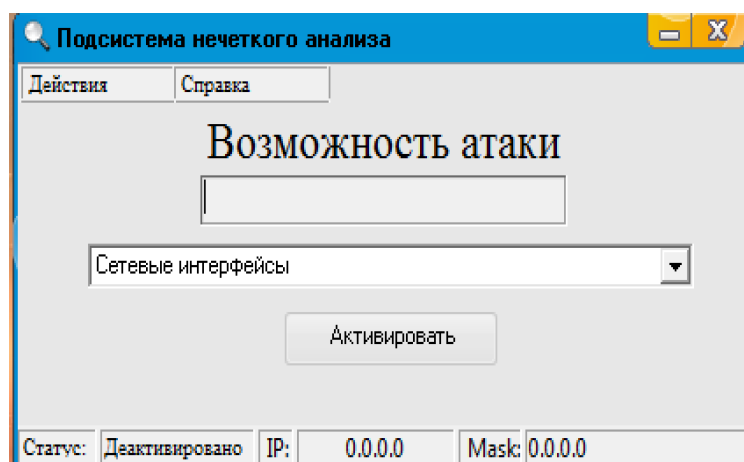 Подсистема нечеткого анализа
Действия Справка
Возможность атаки
Сетевые интерфейсы
Активировать
Статус: Деактивировано IP: 0.0.0.0 Mask: 0.0.0.0